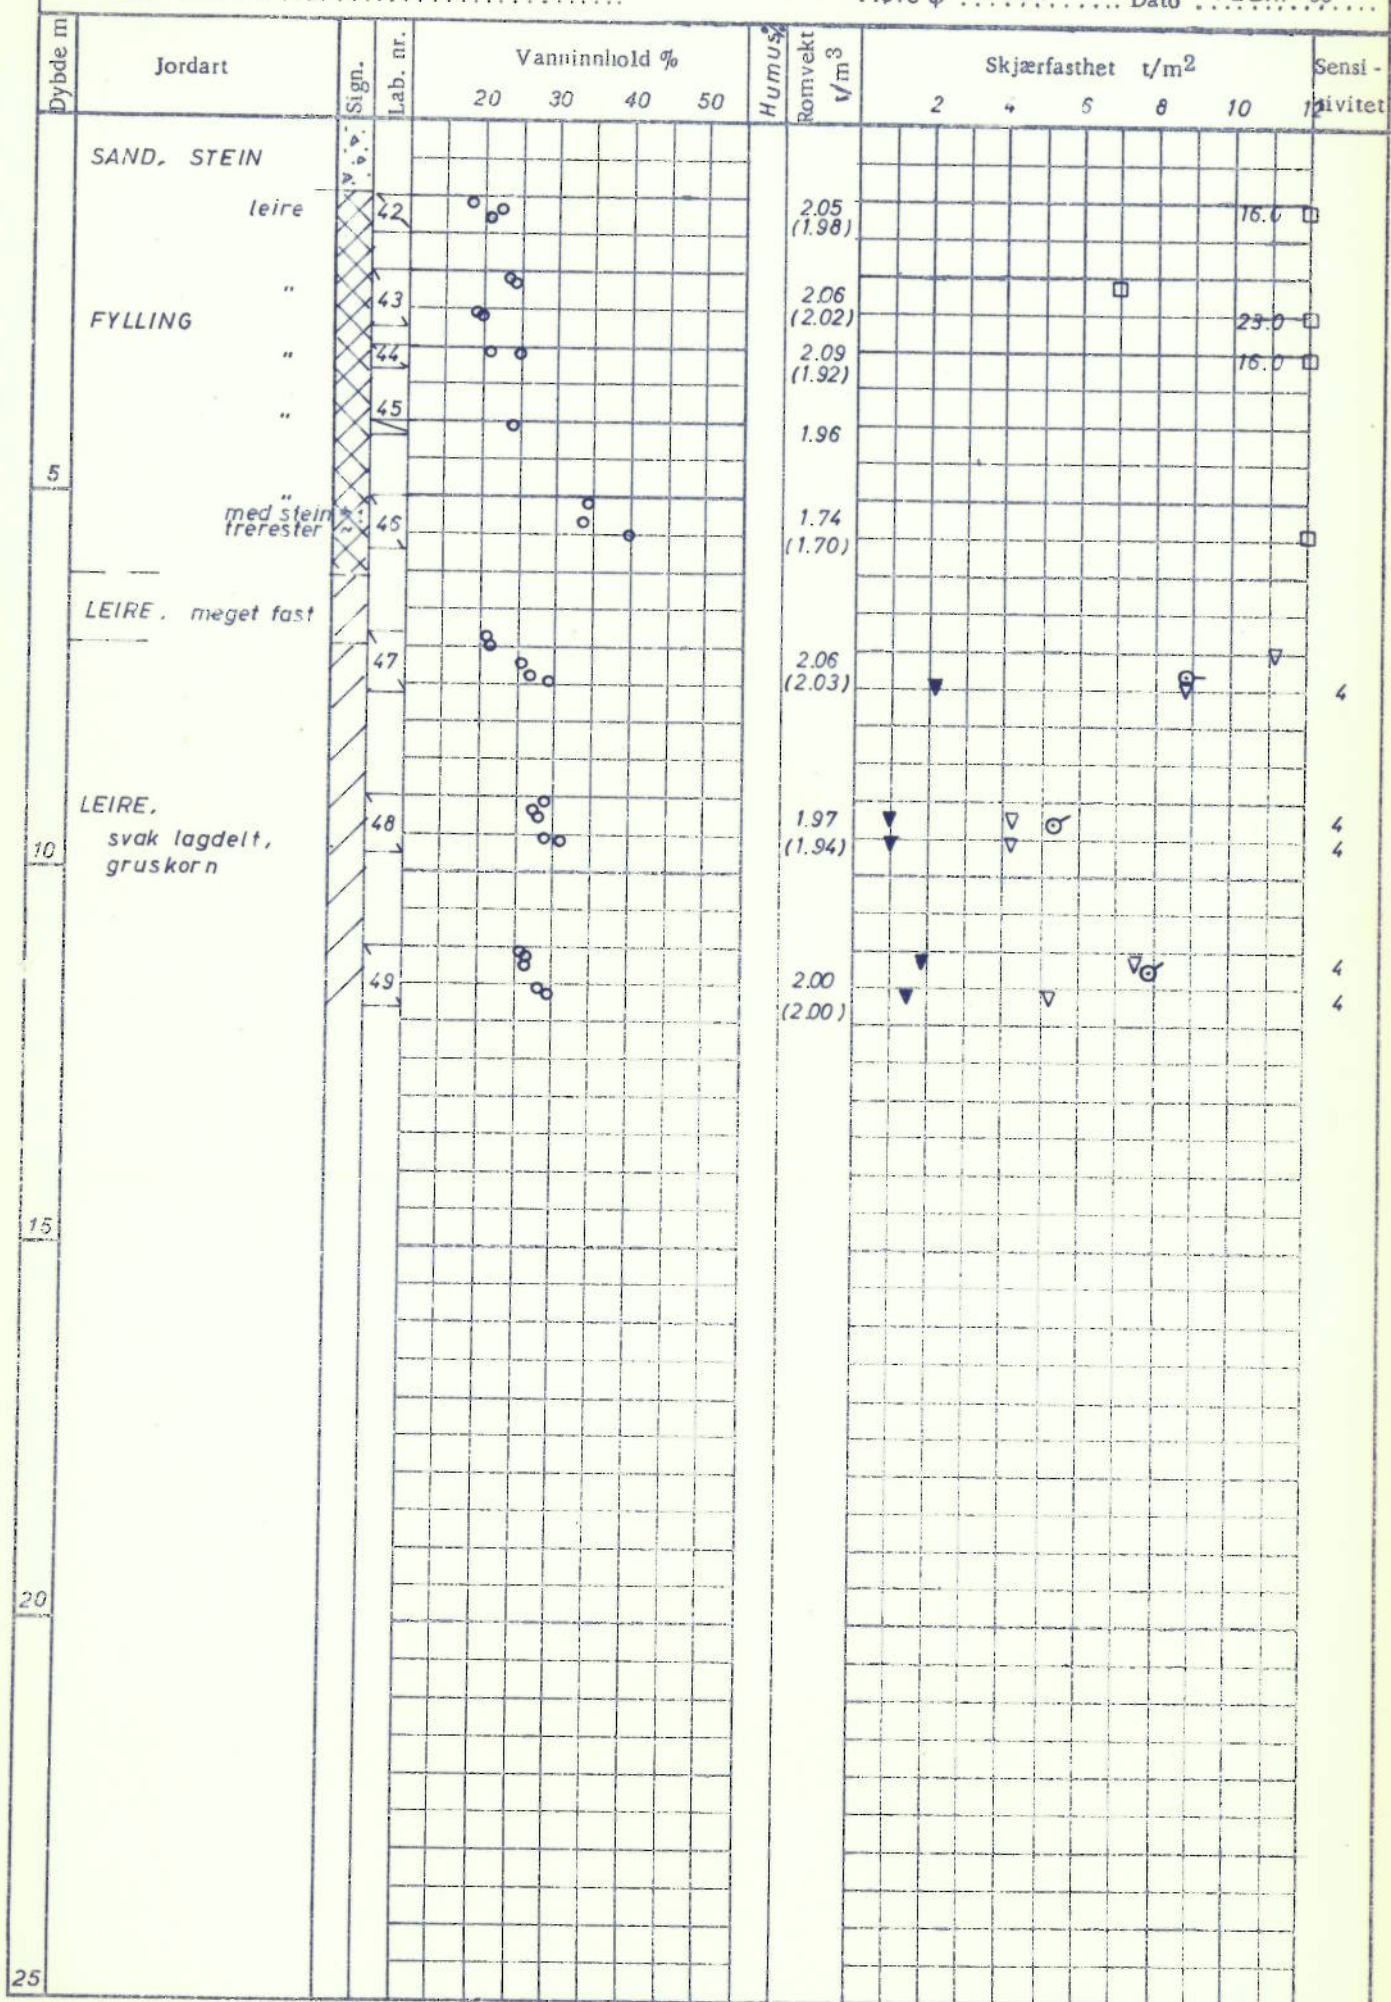 Dato
Dybde m
Jordart
Sign.
Lab. nr.
Vanninnhold %
20 30 40 50
Humus %
Romvekt t/m3
Skjærfasthet t/m2
2 4 6 8 10 12
Sensi-
tivitet
SAND, STEIN
leire 42 2.05 16.0
(1.98)
" 43 2.06
FYLLING (2.02) 23.0
" 44 2.09 16.0
(1.92)
" 45 1.96
5
"
med stein 46 1.74
trerester (1.70)
LEIRE, meget fast
47 2.06
(2.03) 4
LEIRE, 48 1.97 4
svak lagdelt, (1.94) 4
10
gruskorn
4
49 2.00
(2.00) 4
15
20
25